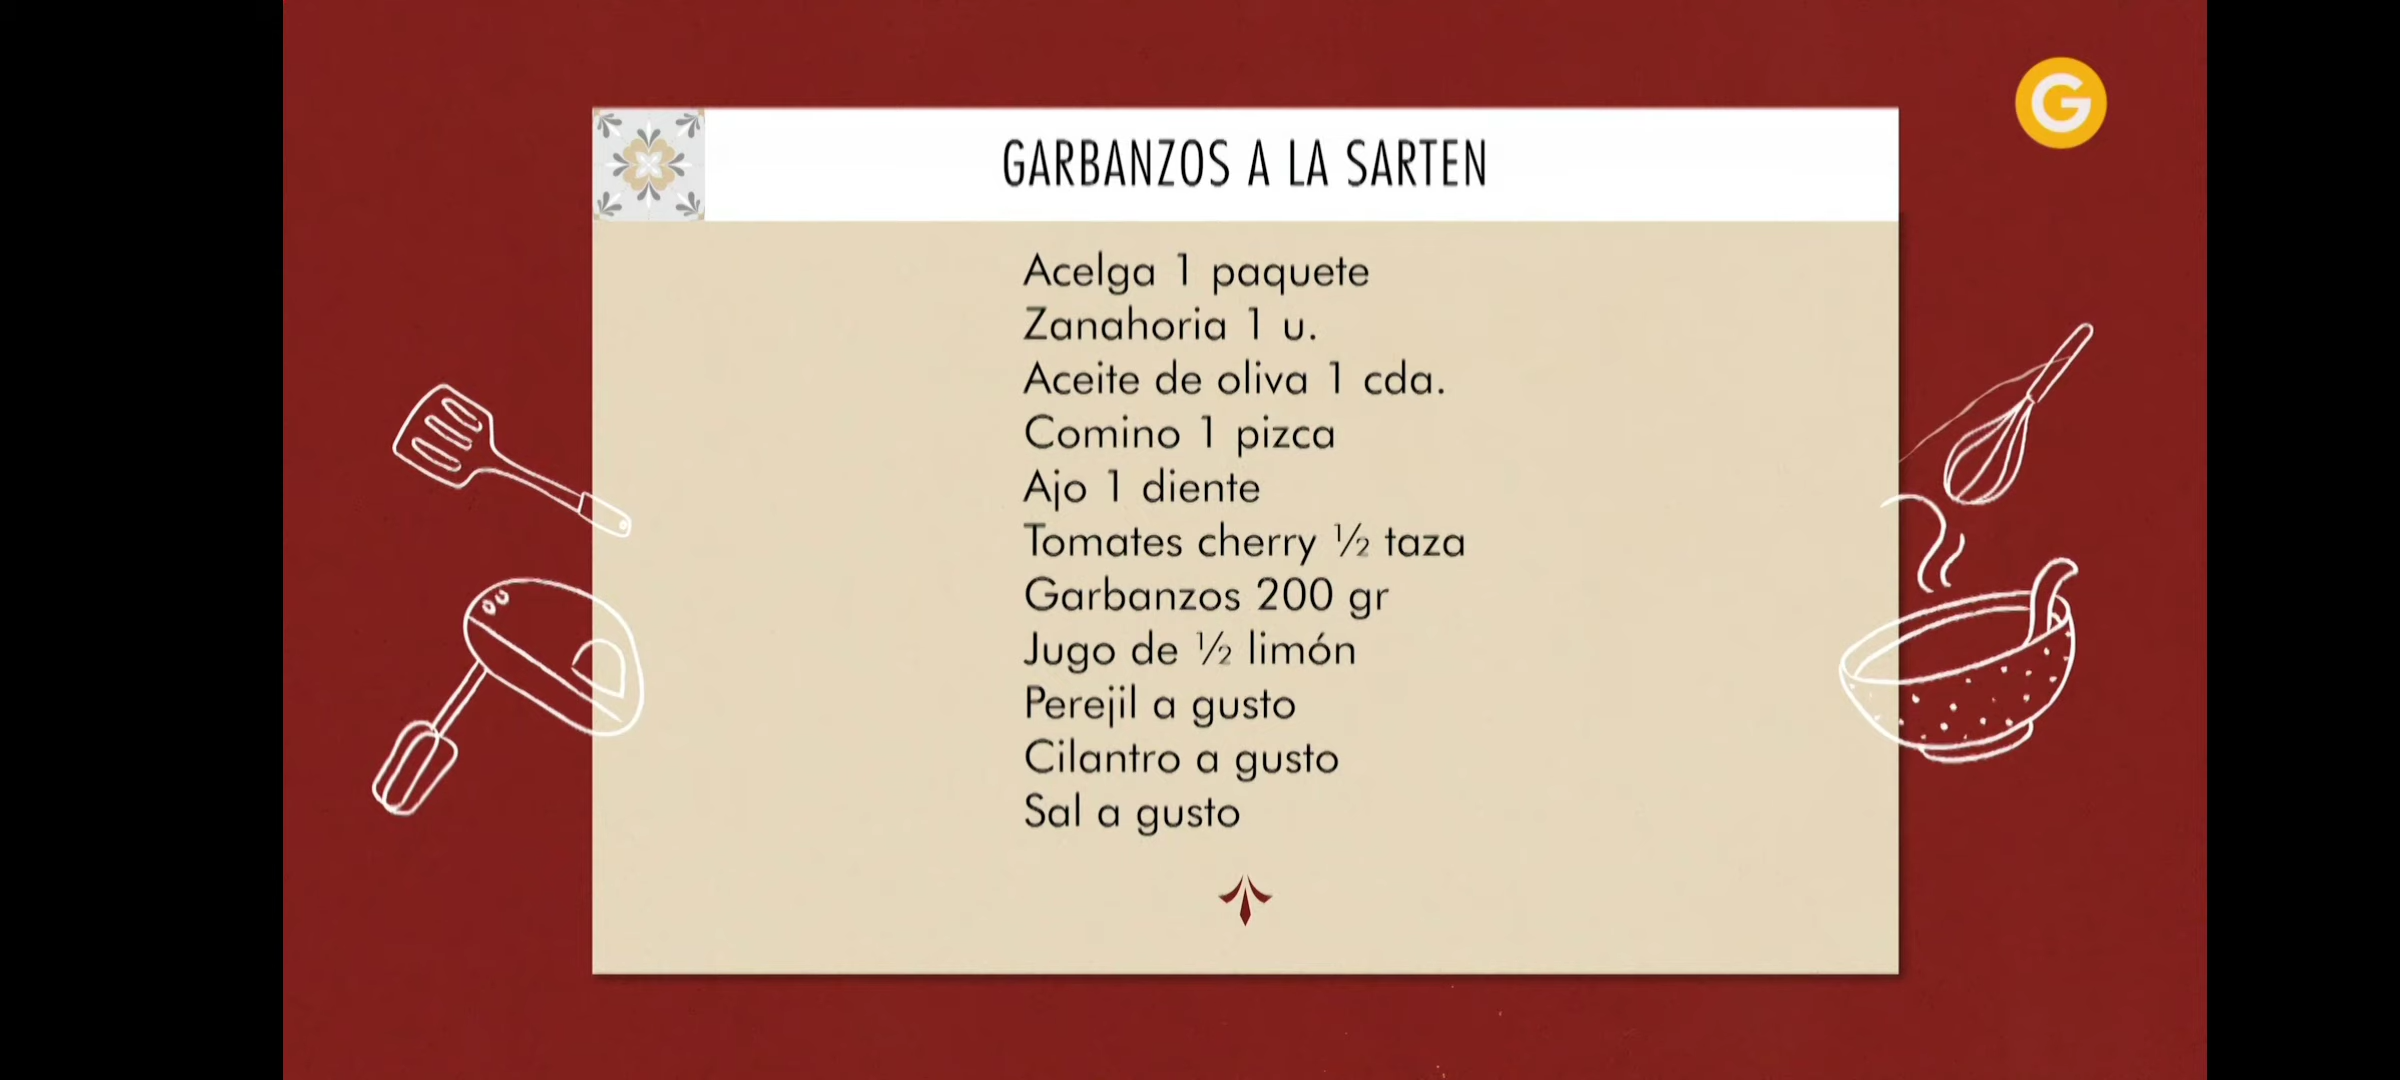 G
GARBANZOS A LA SARTEN
Acelga 1 paquete
Zanahoria 1 u.
Aceite de oliva 1 cda.
Comino 1 pizca
Ajo 1 diente
Tomates cherry ½ taza
Garbanzos 200 gr
Jugo de ½ limón
Perejil a gusto
Cilantro a gusto
Sal a gusto